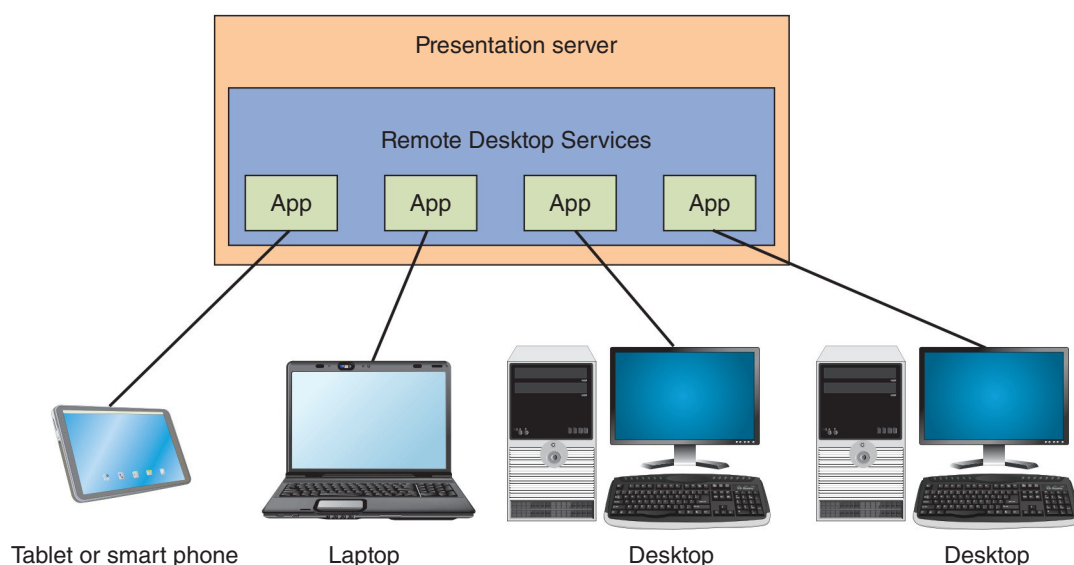 Presentation server
Remote Desktop Services
App App App App
Tablet or smart phone Laptop Desktop Desktop